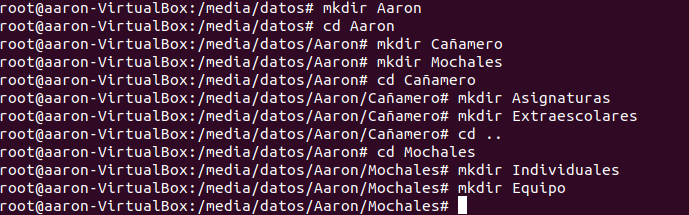 root@aaron-VirtualBox:/media/datos# mkdir Aaron
root@aaron-VirtualBox:/media/datos# cd Aaron
root@aaron-VirtualBox:/media/datos/Aaron# mkdir Cañamero
root@aaron-VirtualBox:/media/datos/Aaron# mkdir Mochales
root@aaron-VirtualBox:/media/datos/Aaron# cd Cañamero
root@aaron-VirtualBox:/media/datos/Aaron/Cañamero# mkdir Asignaturas
root@aaron-VirtualBox:/media/datos/Aaron/Cañamero# mkdir Extraescolares
root@aaron-VirtualBox:/media/datos/Aaron/Cañamero# cd ..
root@aaron-VirtualBox:/media/datos/Aaron# cd Mochales
root@aaron-VirtualBox:/media/datos/Aaron/Mochales# mkdir Individuales
root@aaron-VirtualBox:/media/datos/Aaron/Mochales# mkdir Equipo
root@aaron-VirtualBox:/media/datos/Aaron/Mochales#